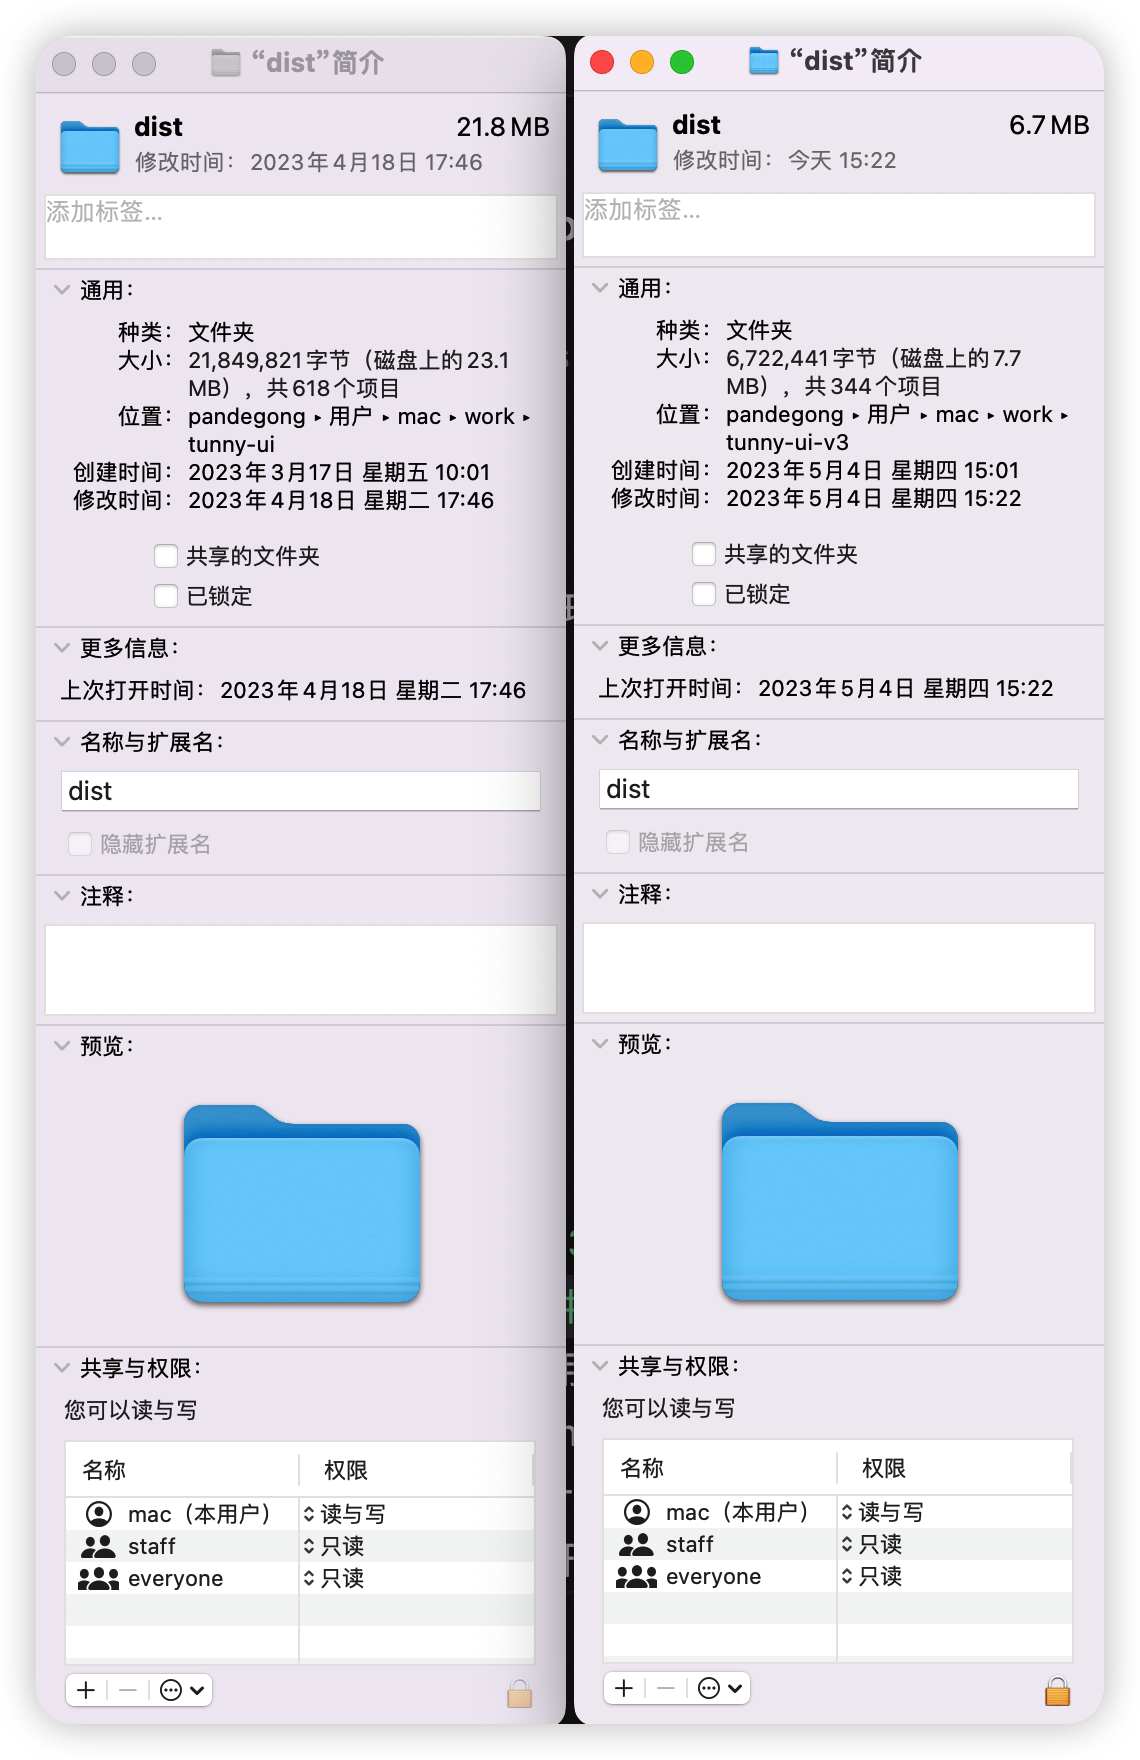 “dist”简介
dist
21.8 MB
修改时间：2023年4月18日 17:46
添加标签...
通用：
种类：文件夹
大小：21,849,821字节（磁盘上的23.1
MB），共618个项目
位置：pandegong ▸ 用户 ▸ mac ▸ work ▸
tunny-ui
创建时间：2023年3月17日 星期五 10:01
修改时间：2023年4月18日 星期二 17:46
共享的文件夹
已锁定
更多信息：
上次打开时间：2023年4月18日 星期二 17:46
名称与扩展名：
dist
隐藏扩展名
注释：
预览：
共享与权限：
您可以读与写
名称 权限
mac（本用户） 读与写
staff 只读
everyone 只读
“dist”简介
dist
6.7 MB
修改时间：今天 15:22
添加标签...
通用：
种类：文件夹
大小：6,722,441字节（磁盘上的7.7
MB），共344个项目
位置：pandegong ▸ 用户 ▸ mac ▸ work ▸
tunny-ui-v3
创建时间：2023年5月4日 星期四 15:01
修改时间：2023年5月4日 星期四 15:22
共享的文件夹
已锁定
更多信息：
上次打开时间：2023年5月4日 星期四 15:22
名称与扩展名：
dist
隐藏扩展名
注释：
预览：
共享与权限：
您可以读与写
名称 权限
mac（本用户） 读与写
staff 只读
everyone 只读